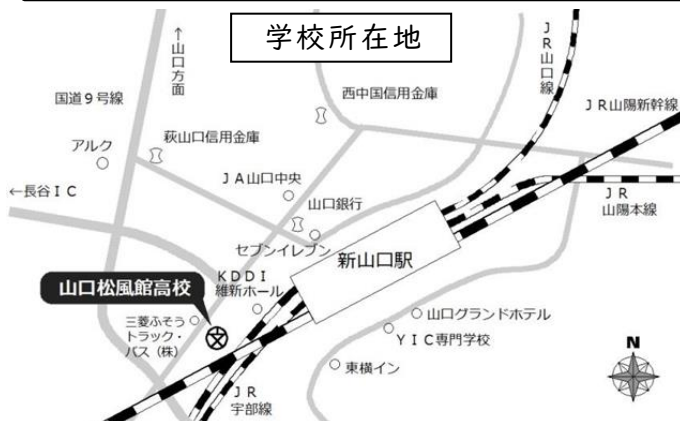 学校所在地
↑山口方面
JR山口線
国道9号線
西中国信用金庫
JR山陽新幹線
萩山口信用金庫
アルク
JA山口中央
←長谷IC
山口銀行
JR
山陽本線
セブンイレブン
新山口駅
KDDI
維新ホール
山口松風館高校
三菱ふそう
トラック・
バス(株)
山口グランドホテル
YIC専門学校
東横イン
N
JR
宇部線